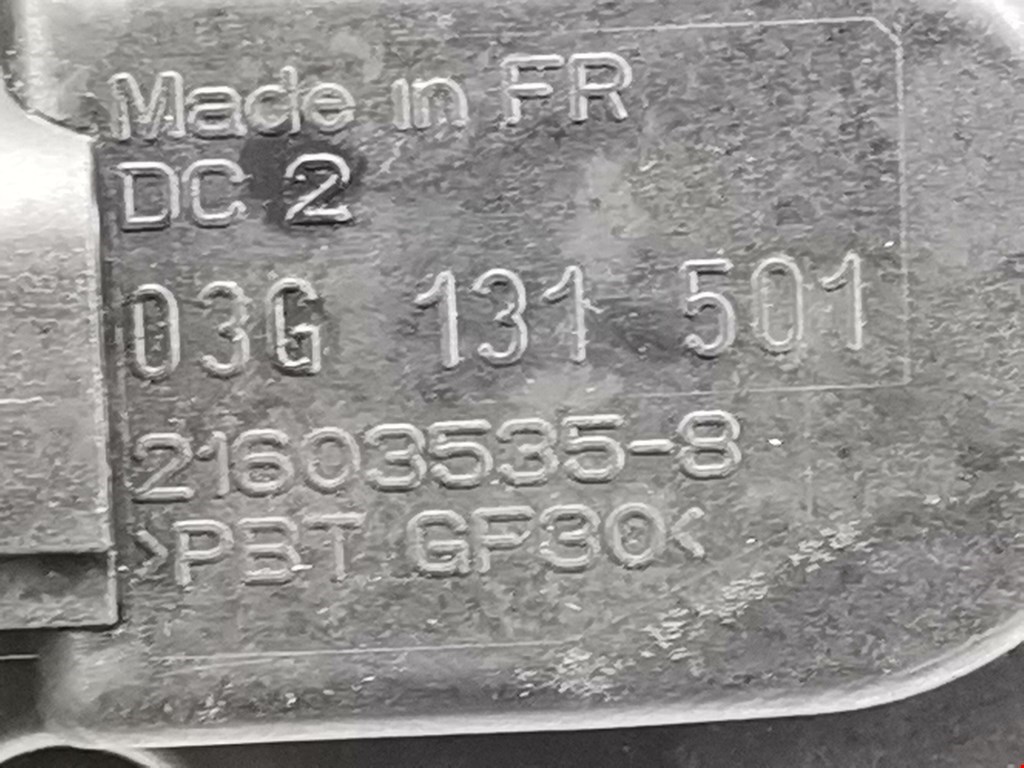 Made in FR
DC 2
03G 131 501
21603535-8
>PBT GF30<